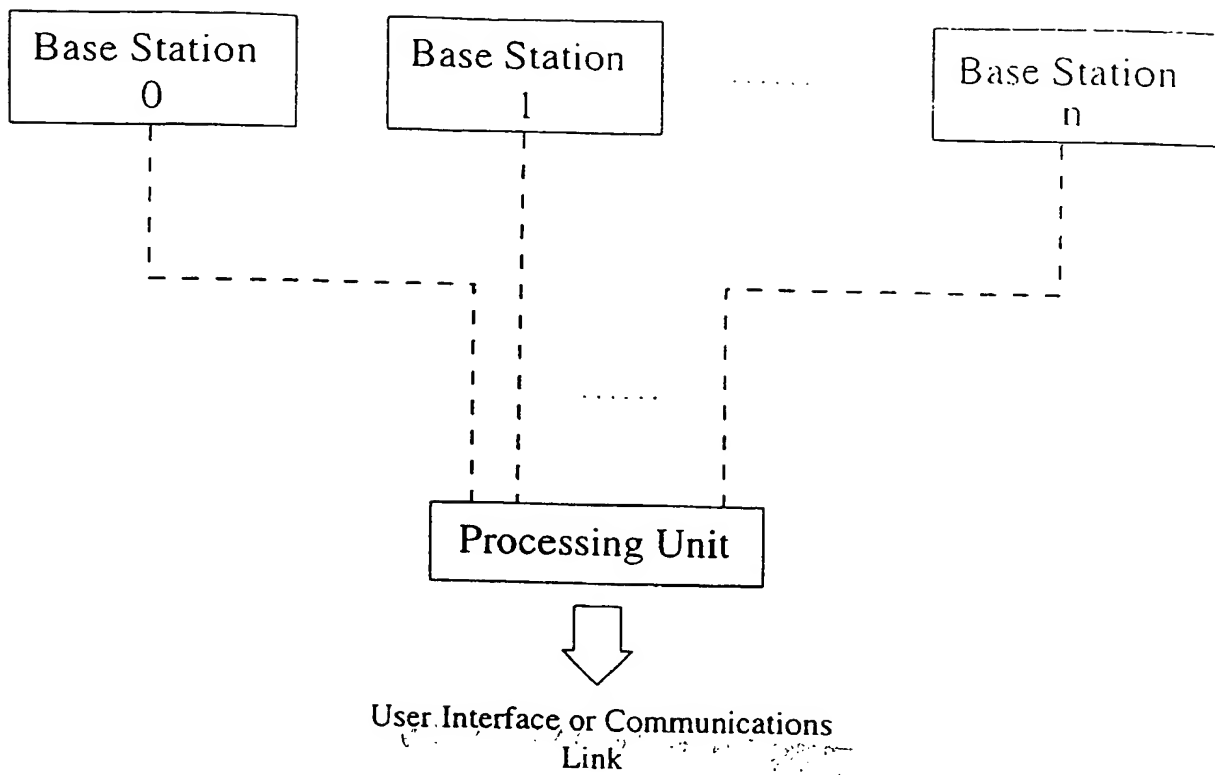 Base Station
0
Base Station
1
......
Base Station
n
......
Processing Unit
User Interface or Communications
Link